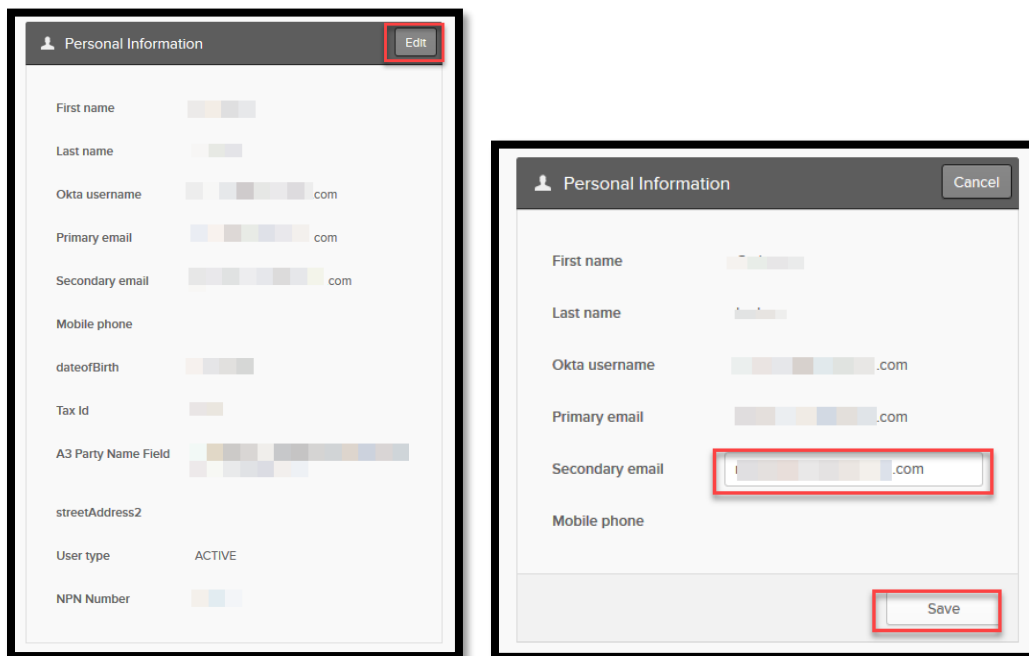 Personal Information Edit
First name
Last name
Okta username .com
Primary email com
Secondary email com
Mobile phone
dateofBirth
Tax Id
A3 Party Name Field
streetAddress2
User type ACTIVE
NPN Number
Personal Information Cancel
First name
Last name
Okta username .com
Primary email .com
Secondary email .com
Mobile phone
Save